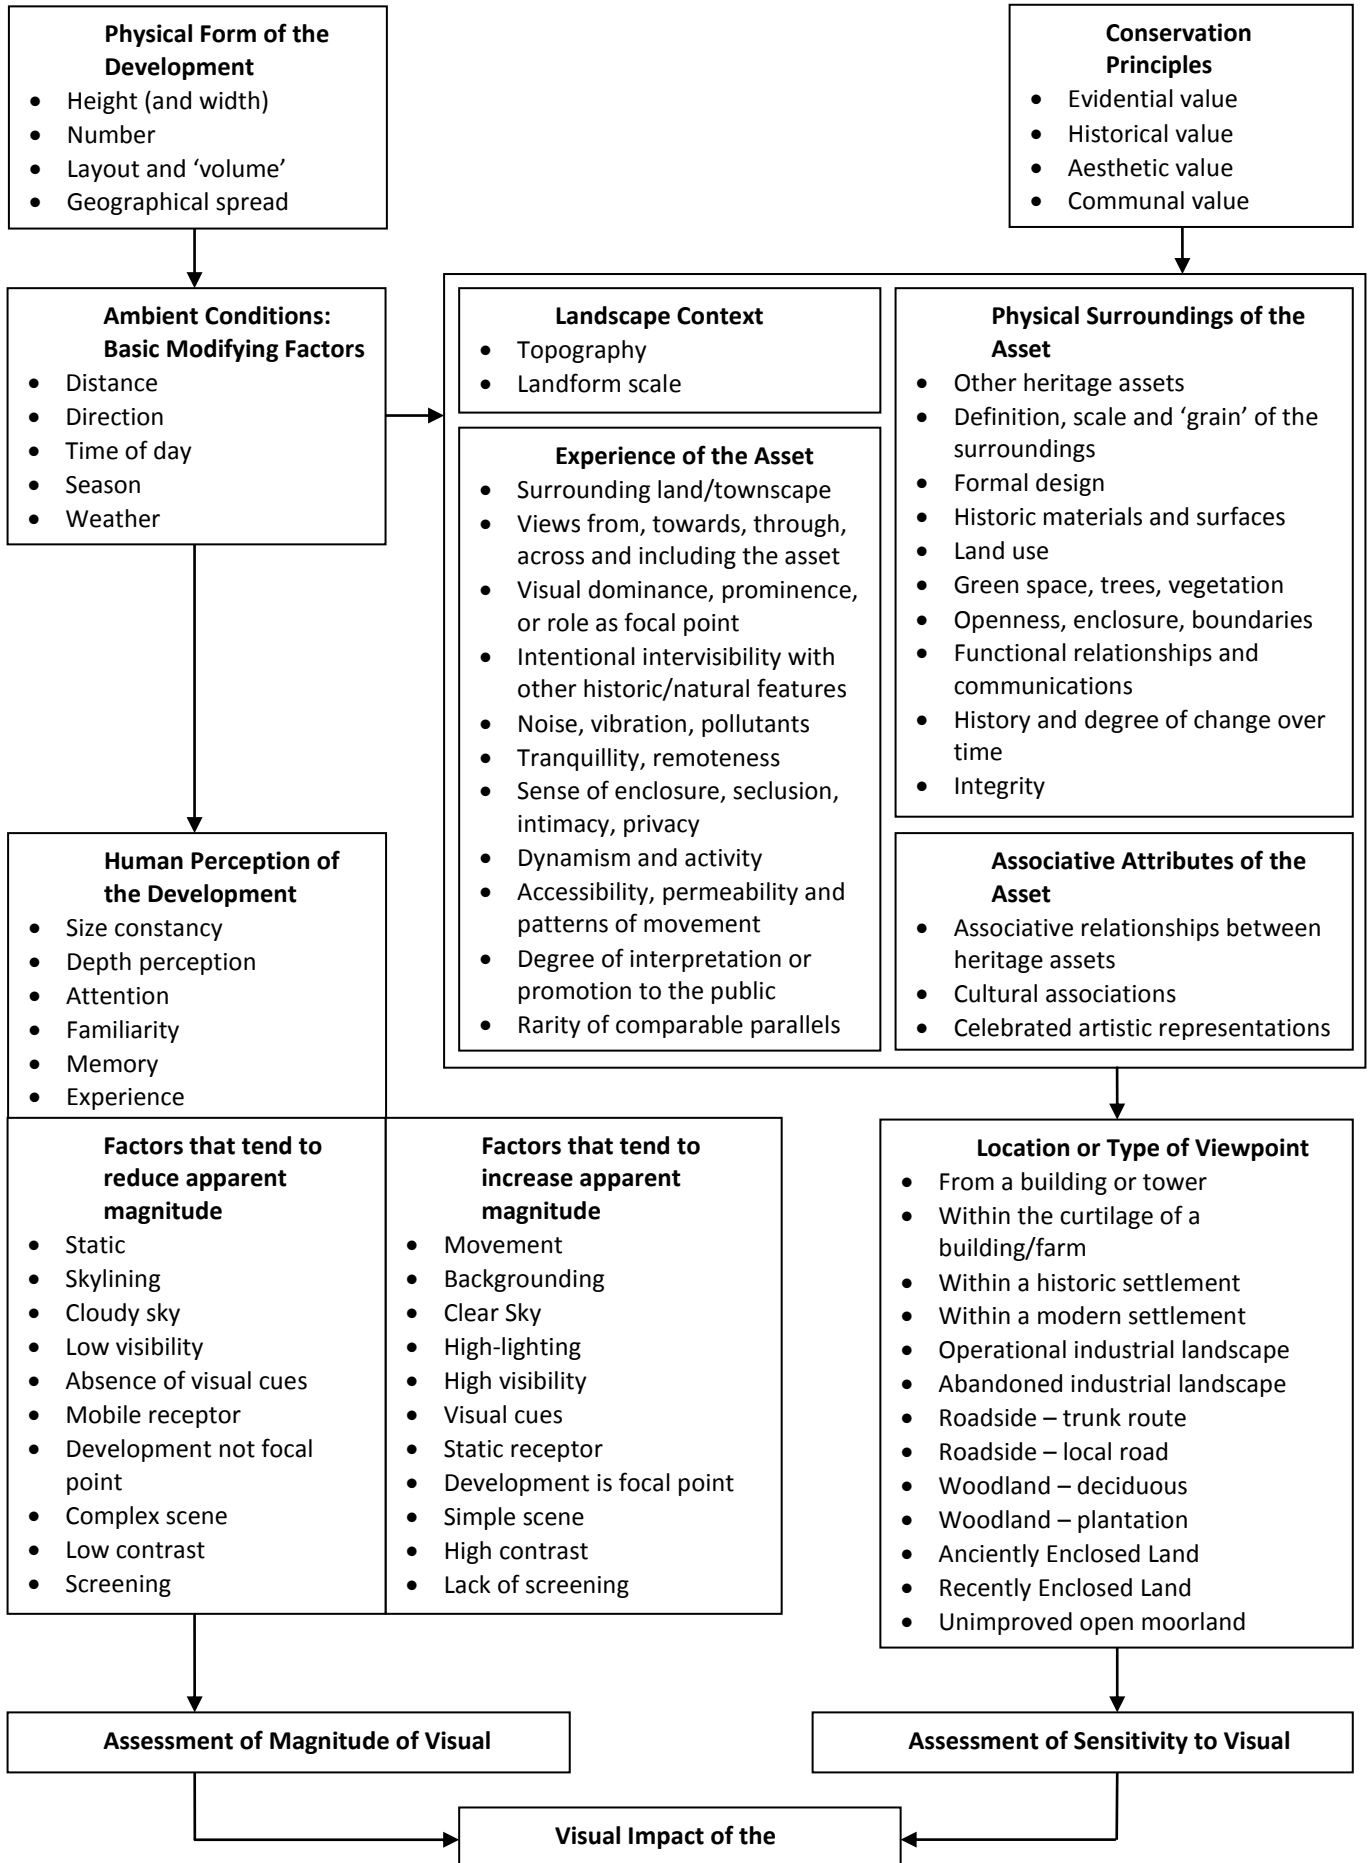 Physical Form of the
Development
• Height (and width)
• Number
• Layout and ‘volume’
• Geographical spread
Conservation
Principles
• Evidential value
• Historical value
• Aesthetic value
• Communal value
Ambient Conditions:
Basic Modifying Factors
• Distance
• Direction
• Time of day
• Season
• Weather
Landscape Context
• Topography
• Landform scale
Experience of the Asset
• Surrounding land/townscape
• Views from, towards, through,
across and including the asset
• Visual dominance, prominence,
or role as focal point
• Intentional intervisibility with
other historic/natural features
• Noise, vibration, pollutants
• Tranquillity, remoteness
• Sense of enclosure, seclusion,
intimacy, privacy
• Dynamism and activity
• Accessibility, permeability and
patterns of movement
• Degree of interpretation or
promotion to the public
• Rarity of comparable parallels
Physical Surroundings of the
Asset
• Other heritage assets
• Definition, scale and ‘grain’ of the
surroundings
• Formal design
• Historic materials and surfaces
• Land use
• Green space, trees, vegetation
• Openness, enclosure, boundaries
• Functional relationships and
communications
• History and degree of change over
time
• Integrity
Associative Attributes of the
Asset
• Associative relationships between
heritage assets
• Cultural associations
• Celebrated artistic representations
Human Perception of
the Development
• Size constancy
• Depth perception
• Attention
• Familiarity
• Memory
• Experience
Factors that tend to
reduce apparent
magnitude
• Static
• Skylining
• Cloudy sky
• Low visibility
• Absence of visual cues
• Mobile receptor
• Development not focal
point
• Complex scene
• Low contrast
• Screening
Factors that tend to
increase apparent
magnitude
• Movement
• Backgrounding
• Clear Sky
• High-lighting
• High visibility
• Visual cues
• Static receptor
• Development is focal point
• Simple scene
• High contrast
• Lack of screening
Location or Type of Viewpoint
• From a building or tower
• Within the curtilage of a
building/farm
• Within a historic settlement
• Within a modern settlement
• Operational industrial landscape
• Abandoned industrial landscape
• Roadside – trunk route
• Roadside – local road
• Woodland – deciduous
• Woodland – plantation
• Anciently Enclosed Land
• Recently Enclosed Land
• Unimproved open moorland
Assessment of Magnitude of Visual
Assessment of Sensitivity to Visual
Visual Impact of the